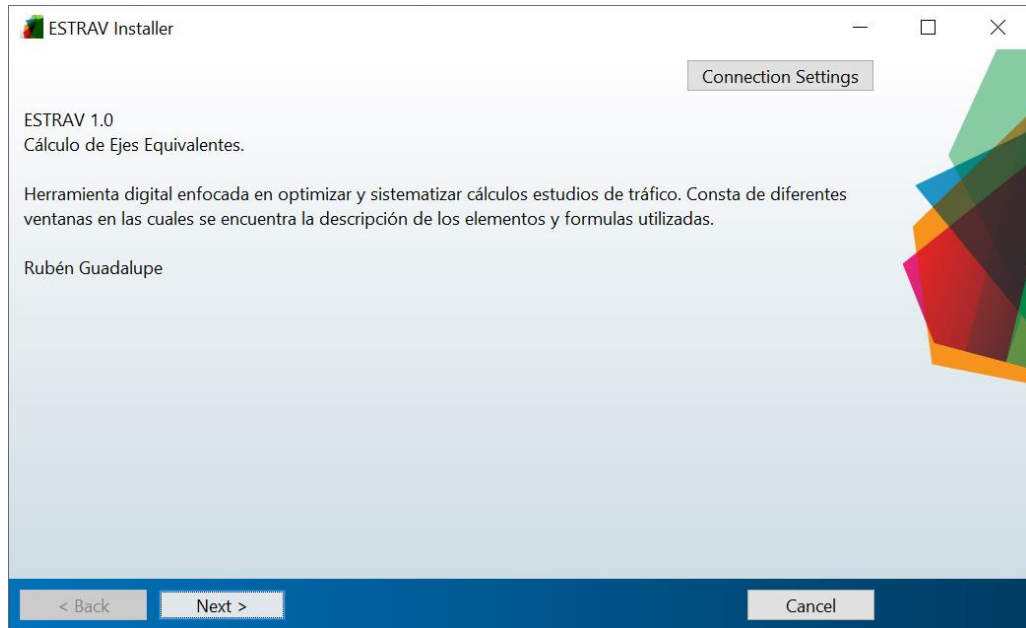 ESTRAV Installer
Connection Settings
ESTRAV 1.0
Cálculo de Ejes Equivalentes.
Herramienta digital enfocada en optimizar y sistematizar cálculos estudios de tráfico. Consta de diferentes
ventanas en las cuales se encuentra la descripción de los elementos y formulas utilizadas.
Rubén Guadalupe
< Back
Next >
Cancel